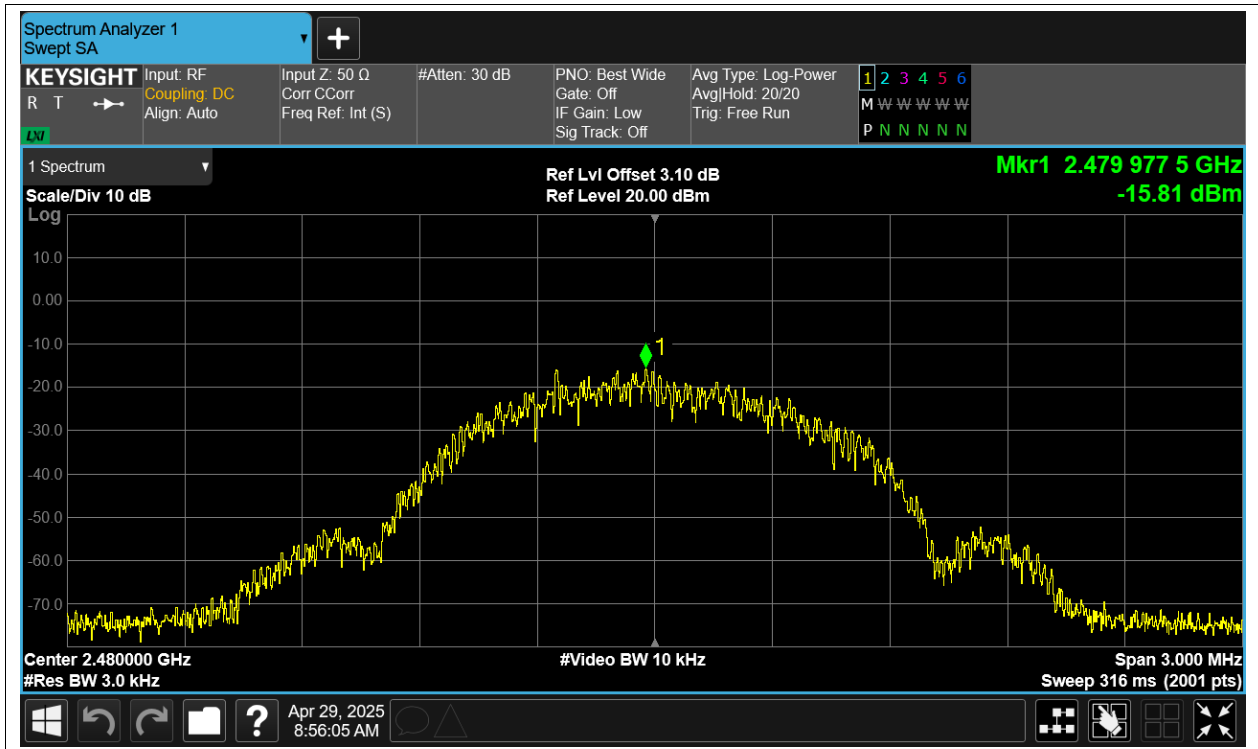 Spectrum Analyzer 1
Swept SA
KEYSIGHT
R T
LXI
Input: RF
Coupling: DC
Align: Auto
Input Z: 50 Ω
Corr CCorr
Freq Ref: Int (S)
#Atten: 30 dB
PNO: Best Wide
Gate: Off
IF Gain: Low
Sig Track: Off
Avg Type: Log-Power
Avg|Hold: 20/20
Trig: Free Run
1 2 3 4 5 6
M W W W W W
P N N N N N
1 Spectrum
Scale/Div 10 dB
Log
Ref Lvl Offset 3.10 dB
Ref Level 20.00 dBm
Mkr1 2.479 977 5 GHz
-15.81 dBm
10.0
0.00
-10.0
1
-20.0
-30.0
-40.0
-50.0
-60.0
-70.0
Center 2.480000 GHz
#Res BW 3.0 kHz
#Video BW 10 kHz
Span 3.000 MHz
Sweep 316 ms (2001 pts)
?
Apr 29, 2025
8:56:05 AM